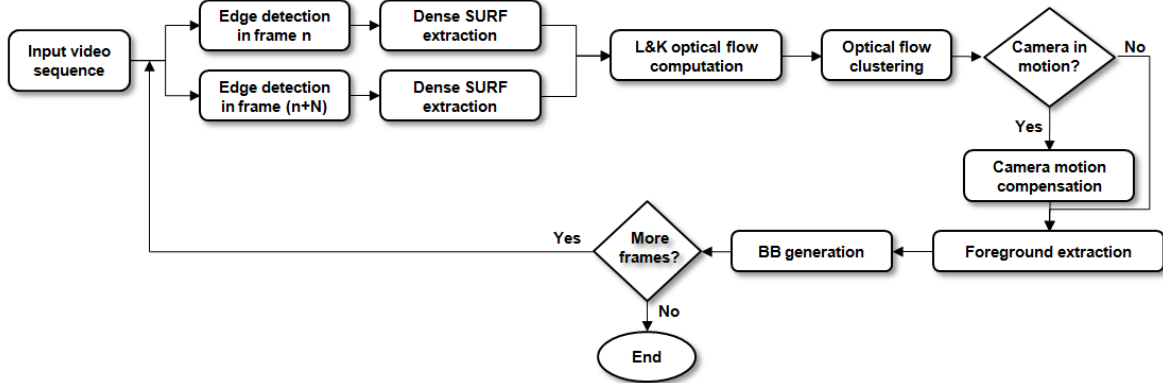 Input video
sequence
Edge detection
in frame n
Dense SURF
extraction
Edge detection
in frame (n+N)
Dense SURF
extraction
L&K optical flow
computation
Optical flow
clustering
Camera in
motion?
No
Yes
Camera motion
compensation
Foreground extraction
BB generation
More
frames?
Yes
No
End